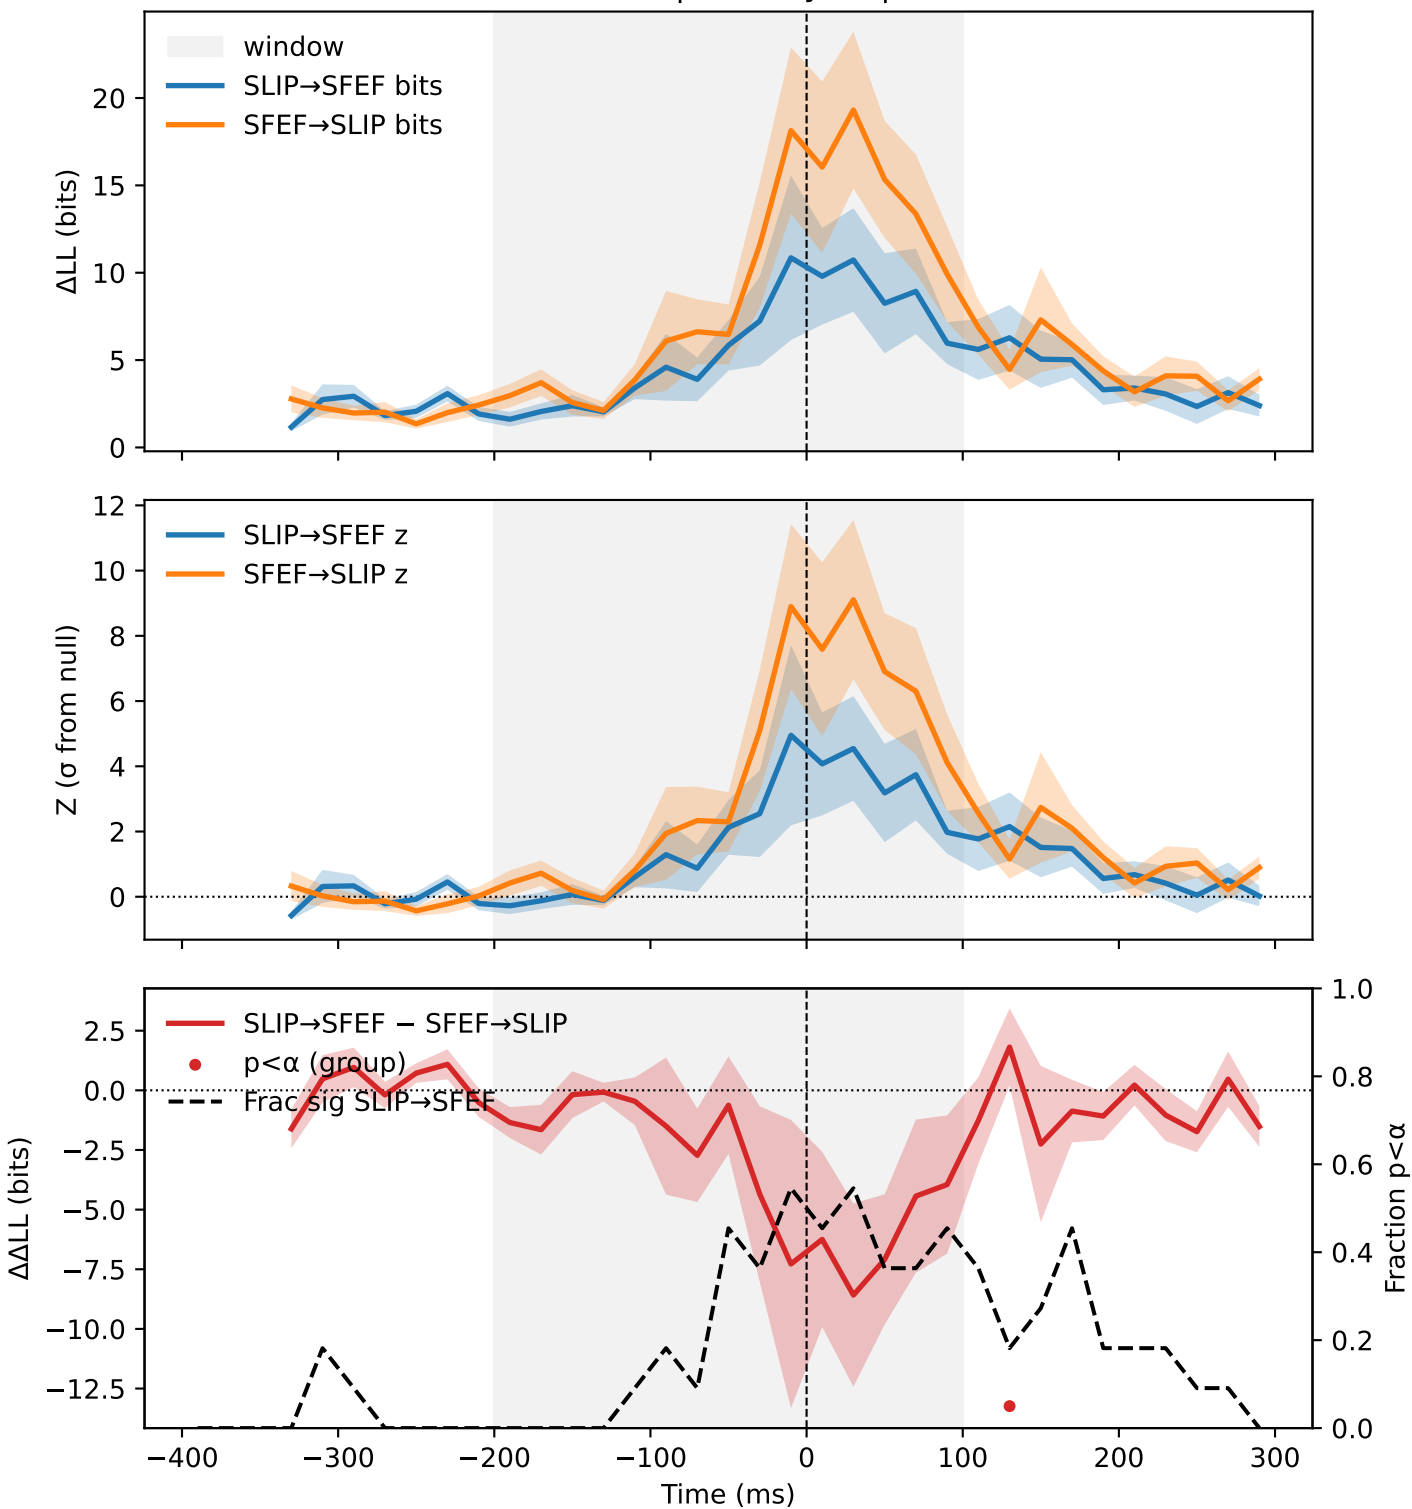 window
SLIP→SFEF bits
SFEF→SLIP bits
ΔLL (bits)
20
15
10
5
0
SLIP→SFEF z
SFEF→SLIP z
Z (σ from null)
12
10
8
6
4
2
0
SLIP→SFEF − SFEF→SLIP
p<α (group)
Frac sig SLIP→SFEF
ΔΔLL (bits)
2.5
0.0
−2.5
−5.0
−7.5
−10.0
−12.5
1.0
0.8
0.6
0.4
0.2
0.0
Fraction p<α
−400 −300 −200 −100 0 100 200 300
Time (ms)